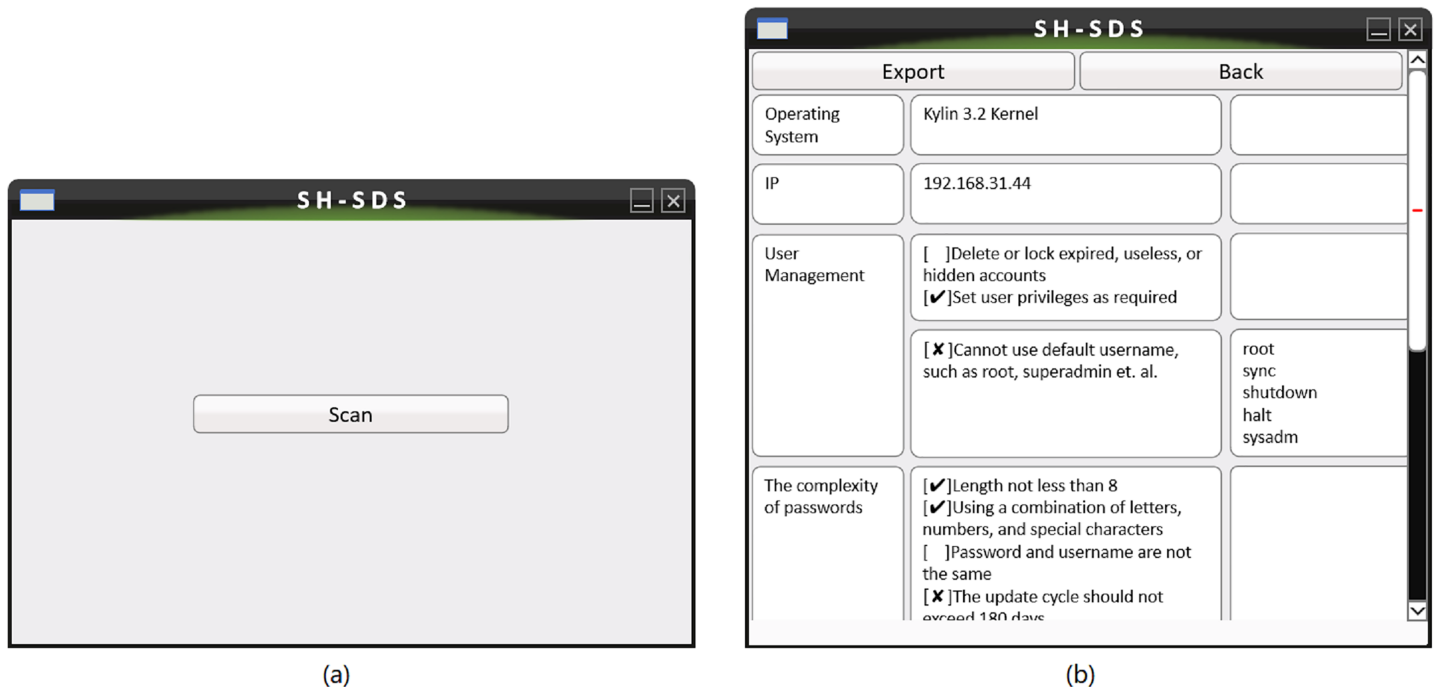 SH-SDS
Scan
(a)
SH-SDS
Export
Back
Operating
System
Kylin 3.2 Kernel
IP
192.168.31.44
User
Management
[ ]Delete or lock expired, useless, or
hidden accounts
[✔]Set user privileges as required
[✘]Cannot use default username,
such as root, superadmin et. al.
root
sync
shutdown
halt
sysadm
The complexity
of passwords
[✔]Length not less than 8
[✔]Using a combination of letters,
numbers, and special characters
[ ]Password and username are not
the same
[✘]The update cycle should not
exceed 180 days
(b)